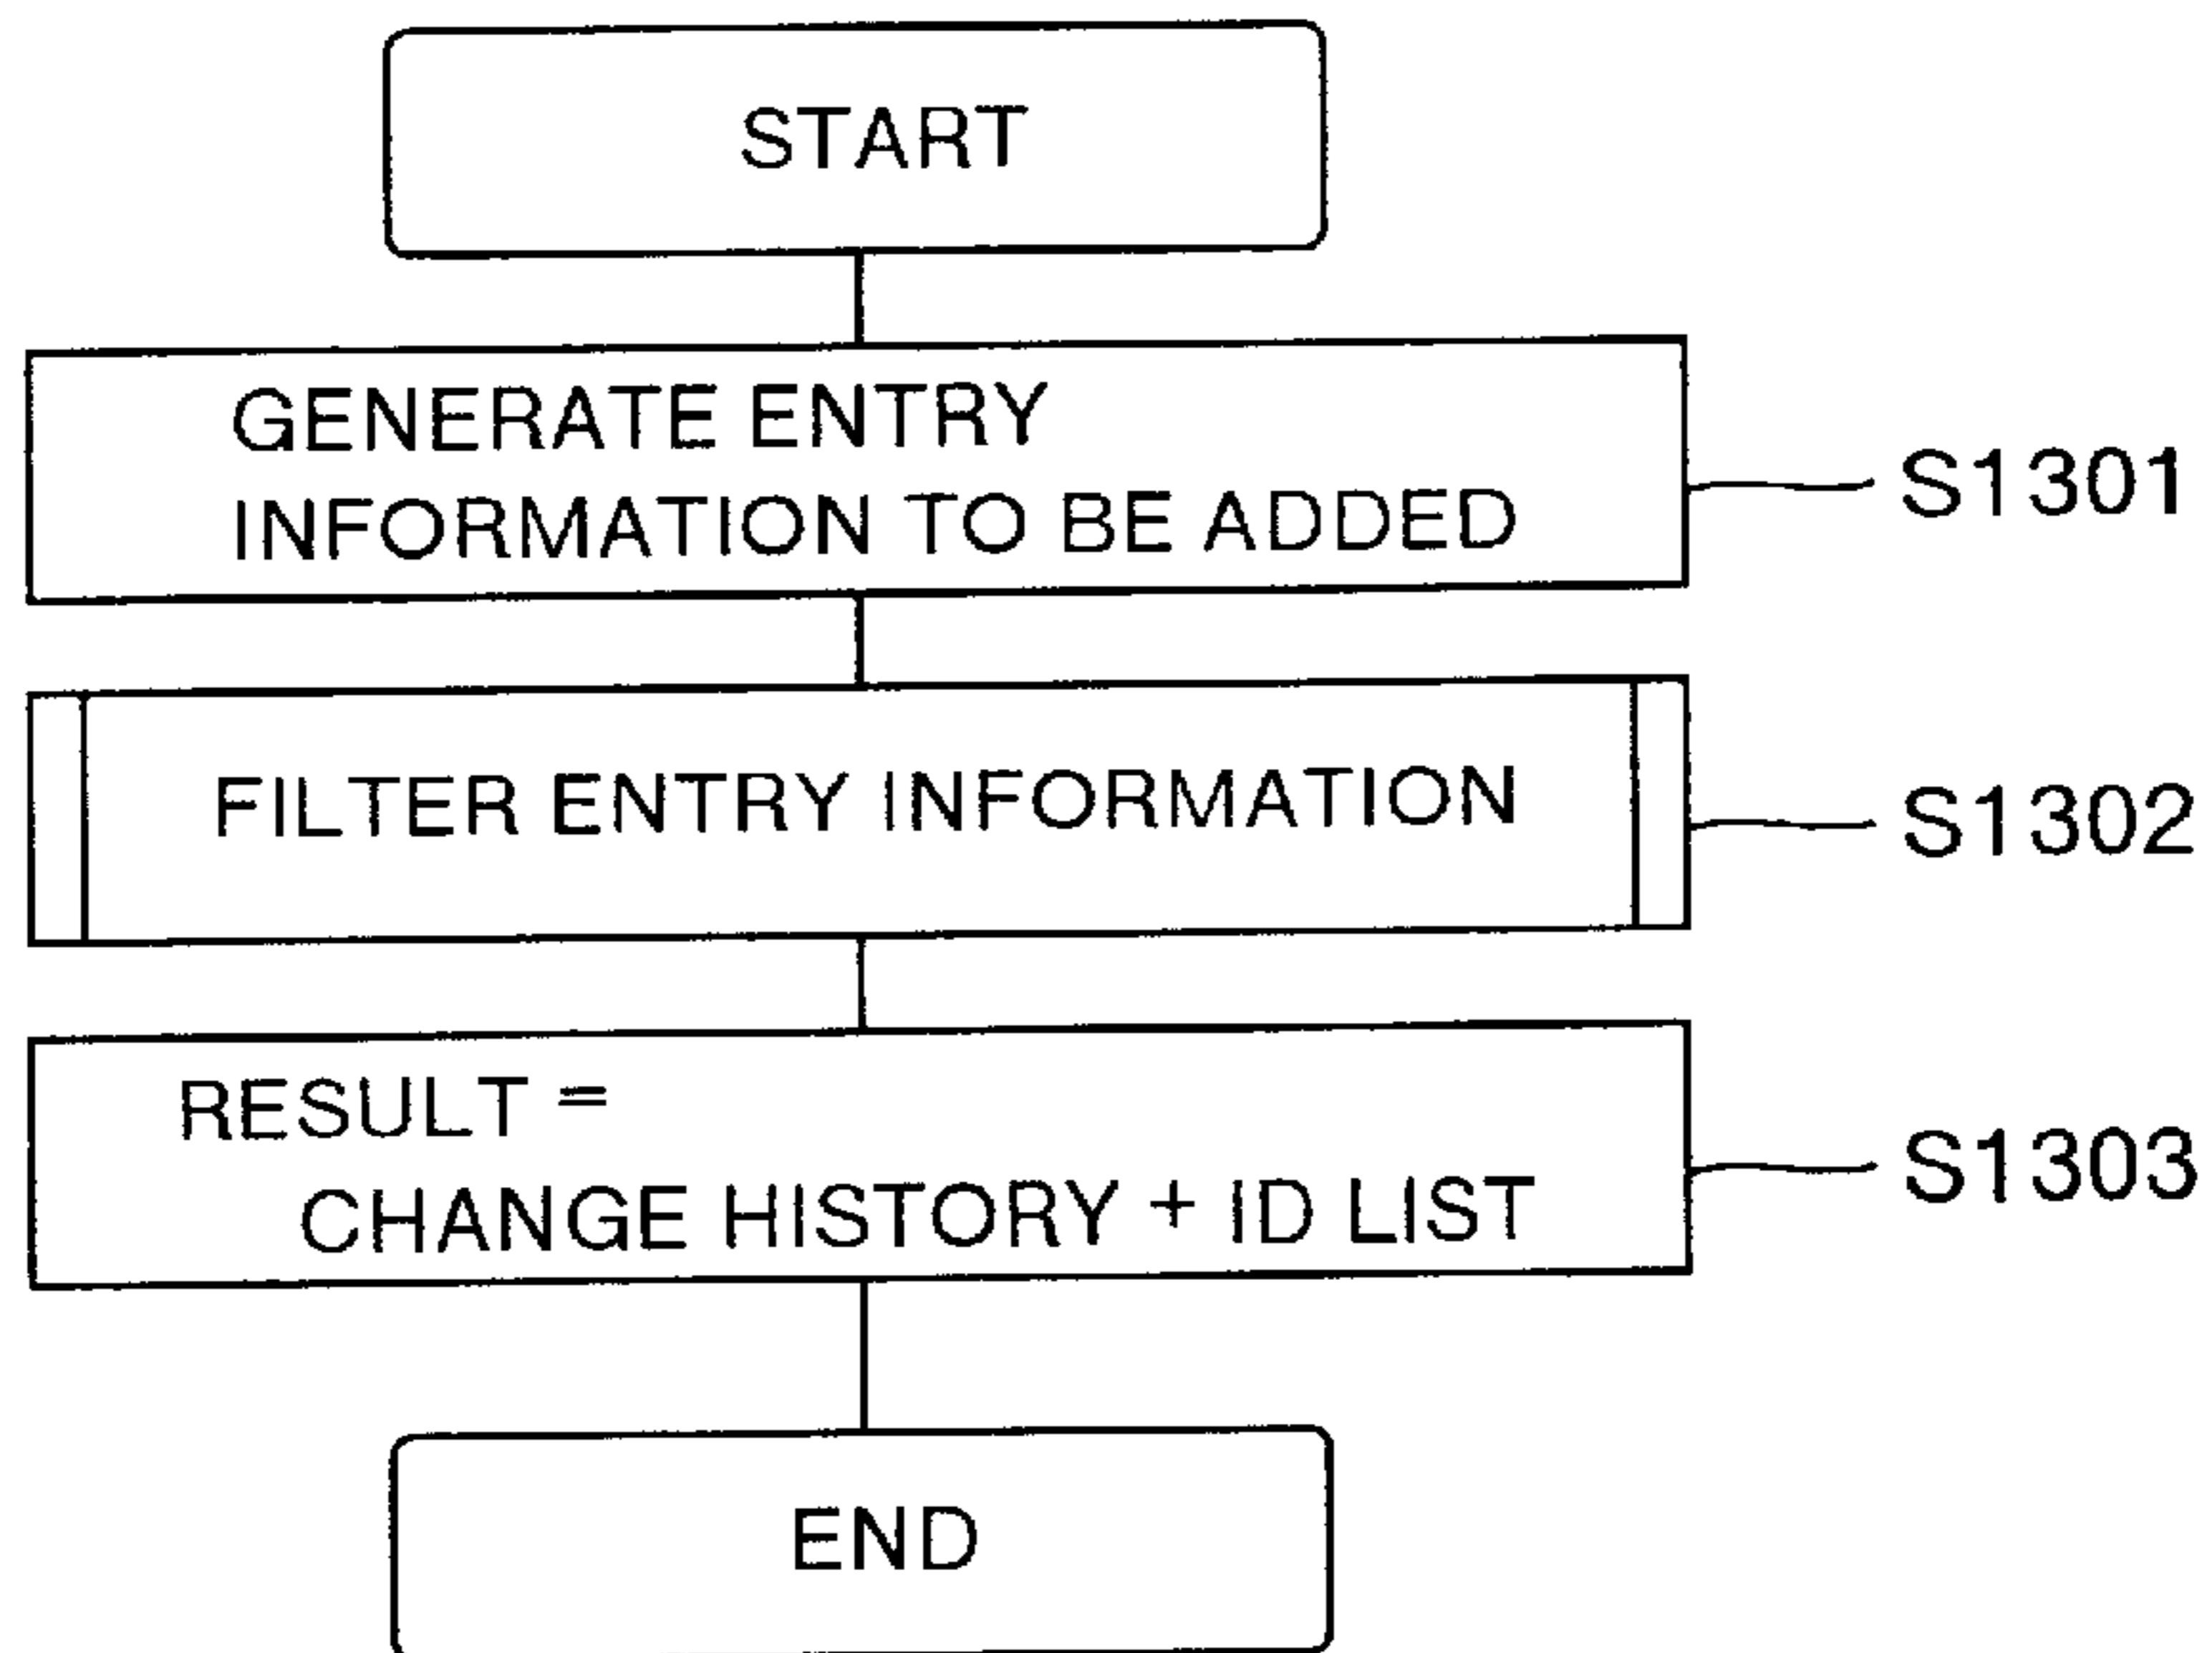 START
GENERATE ENTRY
INFORMATION TO BE ADDED
S1301
FILTER ENTRY INFORMATION
S1302
RESULT =
CHANGE HISTORY + ID LIST
S1303
END